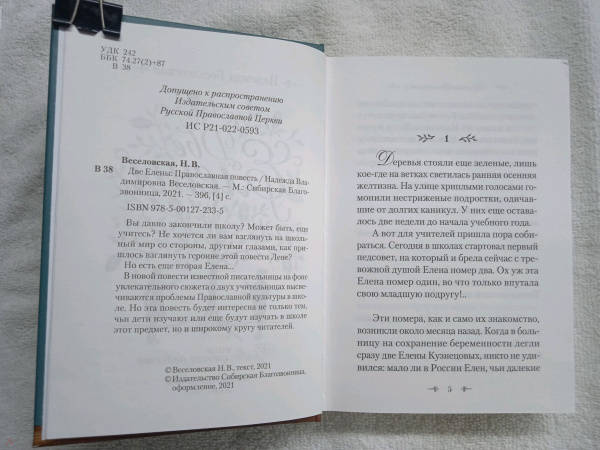 УДК 242
ББК 74.27(2)+87
В 38
Допущено к распространению
Издательским советом
Русской Православной Церкви
ИС Р21-022-0593
Веселовская, Н. В.
В 38 Две Елены: Православная повесть / Надежда Вла-
димировна Веселовская. — М.: Сибирская Благо-
звонница, 2021. — 396, [4] с.
ISBN 978-5-00127-233-5
Вы давно закончили школу? Может быть, еще
учитесь? Не хочется ли вам взглянуть на школь-
ный мир со стороны, другими глазами, как при-
шлось взглянуть героине этой повести Лене?
Но есть еще вторая Елена...
В новой повести известной писательницы на фоне
увлекательного сюжета о двух учительницах высве-
чиваются проблемы Православной культуры в шко-
ле. Но эта повесть будет интересна не только тем,
чьи дети изучают или еще будут изучать в школе
этот предмет, но и широкому кругу читателей.
© Веселовская Н. В., текст, 2021
© Издательство Сибирская Благозвонница,
оформление, 2021
1
Деревья стояли еще зеленые, лишь
кое-где на ветках светилась ранняя осенняя
желтизна. На улице хриплыми голосами го-
монили нестриженые подростки, одичав-
шие от долгих каникул. У них еще остава-
лось две недели до начала учебного года.
А вот для учителей пришла пора соби-
раться. Сегодня в школах стартовал первый
педсовет, на который и брела сейчас с тре-
вожной душой Елена номер два. Ох уж эта
Елена номер один, во что только впутала
свою младшую подругу!..
Эти номера, как и само их знакомство,
возникли около месяца назад. Когда в боль-
ницу на сохранение беременности легли
сразу две Елены Кузнецовых, никто не уди-
вился: мало ли в России Елен, чьи далекие
5